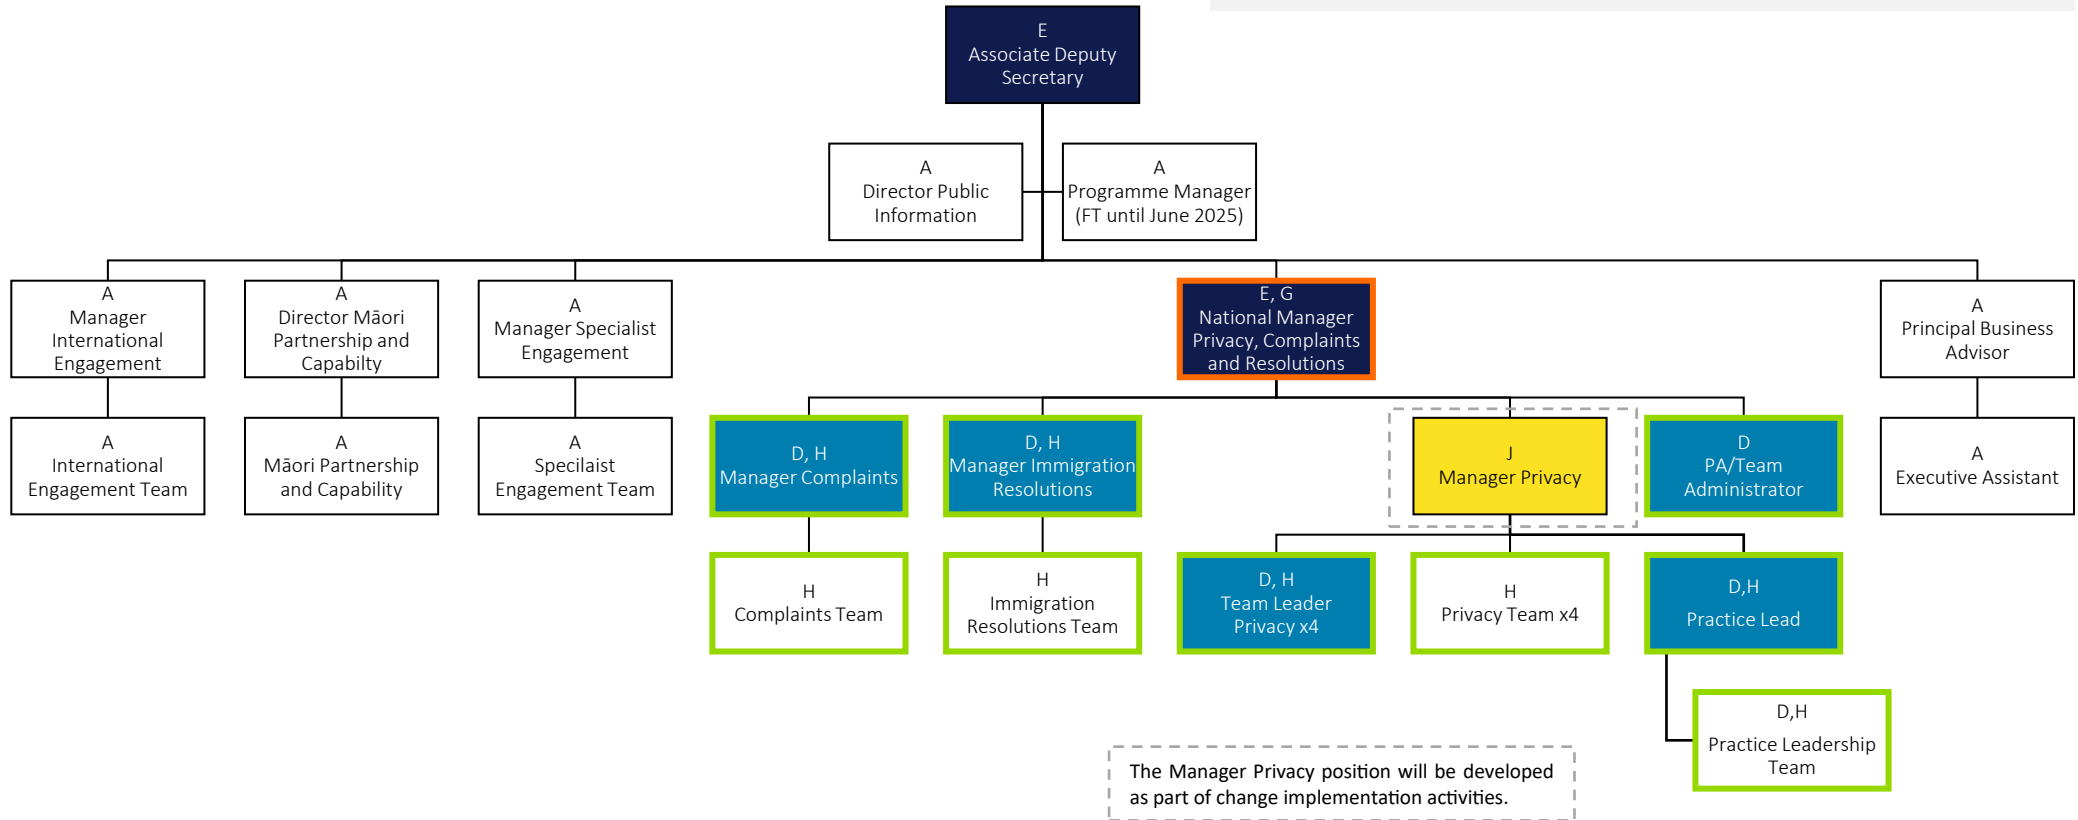 E
Associate Deputy
Secretary
A
Director Public
Information
A
Programme Manager
(FT until June 2025)
A
Manager
International
Engagement
A
Director Māori
Partnership and
Capabilty
A
Manager Specialist
Engagement
E, G
National Manager
Privacy, Complaints
and Resolutions
A
Principal Business
Advisor
A
International
Engagement Team
A
Māori Partnership
and Capability
A
Specilaist
Engagement Team
D, H
Manager Complaints
D, H
Manager Immigration
Resolutions
J
Manager Privacy
D
PA/Team
Administrator
A
Executive Assistant
H
Complaints Team
H
Immigration
Resolutions Team
D, H
Team Leader
Privacy x4
H
Privacy Team x4
D,H
Practice Lead
D,H
Practice Leadership
Team
The Manager Privacy position will be developed
as part of change implementation activities.